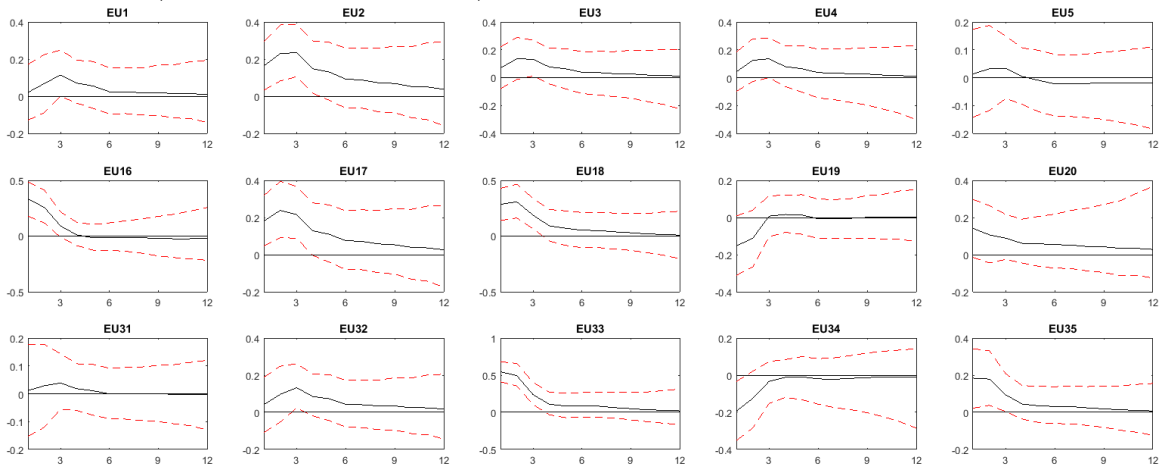 EU1 EU2 EU3 EU4 EU5
0.4 0.4 0.4 0.4 0.2
0.2 0.2 0.2 0.2 0.1
0 0 0 0 0
-0.2 -0.2 -0.1
-0.2 -0.2 -0.4 -0.4 -0.2
3 6 9 12 3 6 9 12 3 6 9 12 3 6 9 12 3 6 9 12
EU16 EU17 EU18 EU19 EU20
0.5 0.4 0.5 0.2 0.4
0.2 0 0.2
0 0 0 -0.2 0
-0.5 -0.2 -0.5 -0.4 -0.2
3 6 9 12 3 6 9 12 3 6 9 12 3 6 9 12 3 6 9 12
EU31 EU32 EU33 EU34 EU35
0.2 0.4 1 0.2 0.4
0.1 0.2 0.5 0 0.2
0 0 0 -0.2 0
-0.1
-0.2 -0.2 -0.5 -0.4 -0.2
3 6 9 12 3 6 9 12 3 6 9 12 3 6 9 12 3 6 9 12